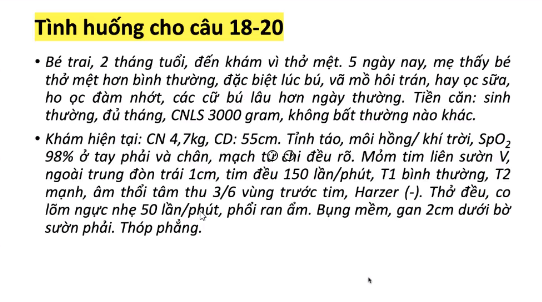 Tình huống cho câu 18-20
• Bé trai, 2 tháng tuổi, đến khám vì thở mệt. 5 ngày nay, mẹ thấy bé
thở mệt hơn bình thường, đặc biệt lúc bú, vã mồ hôi trán, hay ọc sữa,
ho ọc đàm nhớt, các cữ bú lâu hơn ngày thường. Tiền căn: sinh
thường, đủ tháng, CNLS 3000 gram, không bất thường nào khác.
• Khám hiện tại: CN 4,7kg, CD: 55cm. Tỉnh táo, môi hồng/ khí trời, SpO2
98% ở tay phải và chân, mạch tứ chi đều rõ. Mỏm tim liên sườn V,
ngoài trung đòn trái 1cm, tim đều 150 lần/phút, T1 bình thường, T2
mạnh, âm thổi tâm thu 3/6 vùng trước tim, Harzer (-). Thở đều, co
lõm ngực nhẹ 50 lần/phút, phổi ran ẩm. Bụng mềm, gan 2cm dưới bờ
sườn phải. Thóp phẳng.